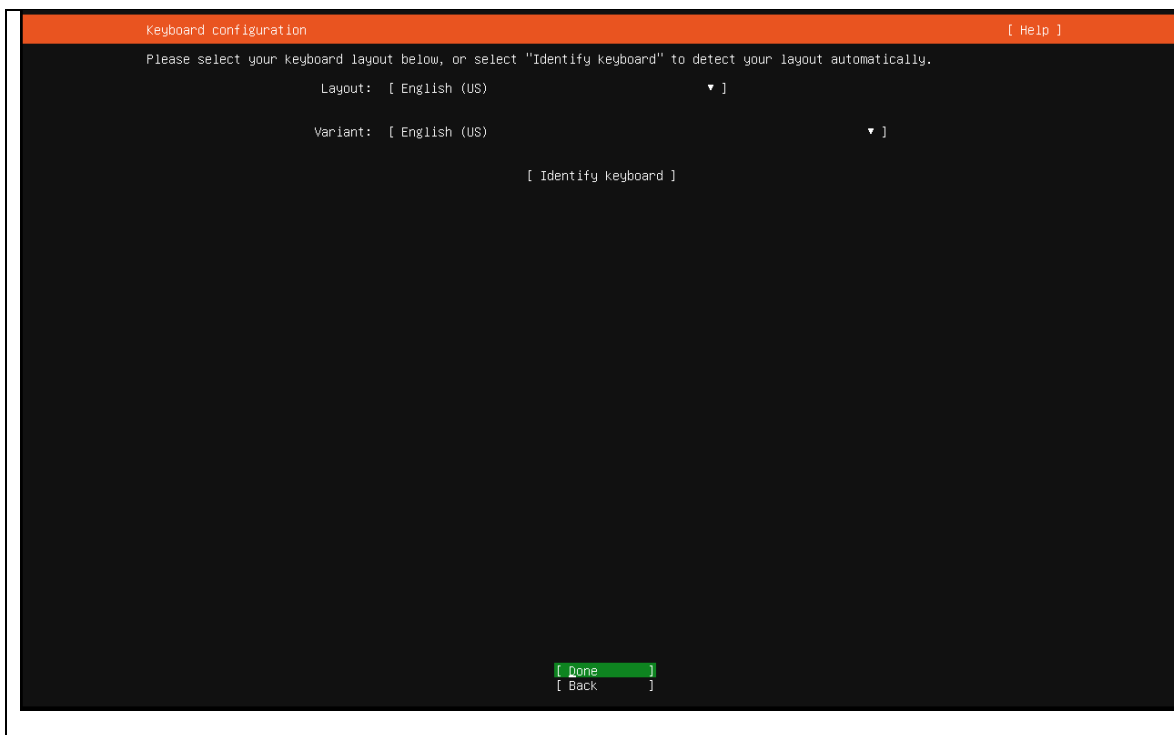 Keyboard configuration [ Help ]
Please select your keyboard layout below, or select "Identify keyboard" to detect your layout automatically.
Layout: [ English (US) ▾ ]
Variant: [ English (US) ▾ ]
[ Identify keyboard ]
[ Done ]
[ Back ]